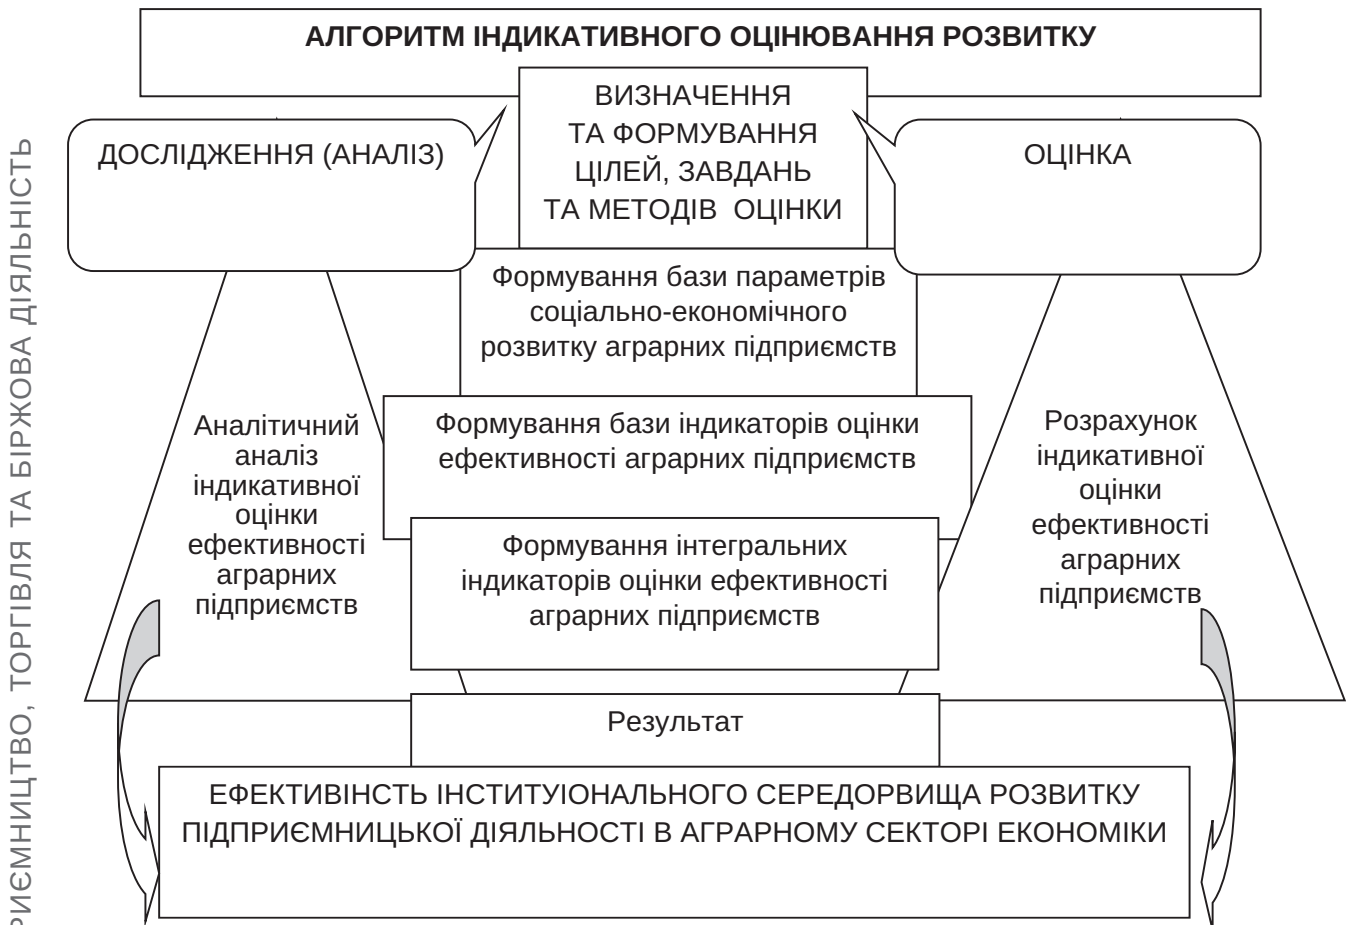 АЛГОРИТМ ІНДИКАТИВНОГО ОЦІНЮВАННЯ РОЗВИТКУ
ВИЗНАЧЕННЯ
ТА ФОРМУВАННЯ
ЦІЛЕЙ, ЗАВДАНЬ
ТА МЕТОДІВ ОЦІНКИ
ДОСЛІДЖЕННЯ (АНАЛІЗ)
ОЦІНКА
Формування бази параметрів
соціально-економічного
розвитку аграрних підприємств
Формування бази індикаторів оцінки
ефективності аграрних підприємств
Формування інтегральних
індикаторів оцінки ефективності
аграрних підприємств
Аналітичний
аналіз
індикативної
оцінки
ефективності
аграрних
підприємств
Розрахунок
індикативної
оцінки
ефективності
аграрних
підприємств
Результат
ЕФЕКТИВІНСТЬ ІНСТИТУІОНАЛЬНОГО СЕРЕДОРВИЩА РОЗВИТКУ
ПІДПРИЄМНИЦЬКОЇ ДІЯЛЬНОСТІ В АГРАРНОМУ СЕКТОРІ ЕКОНОМІКИ
РИЄМНИЦТВО, ТОРГІВЛЯ ТА БІРЖОВА ДІЯЛЬНІСТЬ